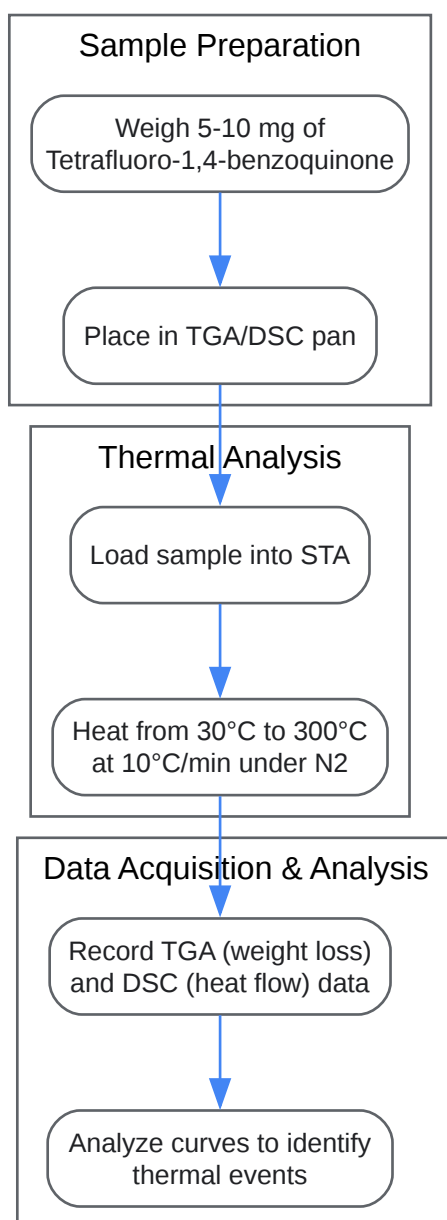 Sample Preparation
Weigh 5-10 mg of
Tetrafluoro-1,4-benzoquinone
Place in TGA/DSC pan
Thermal Analysis
Load sample into STA
Heat from 30°C to 300°C
at 10°C/min under N2
Data Acquisition & Analysis
Record TGA (weight loss)
and DSC (heat flow) data
Analyze curves to identify
thermal events